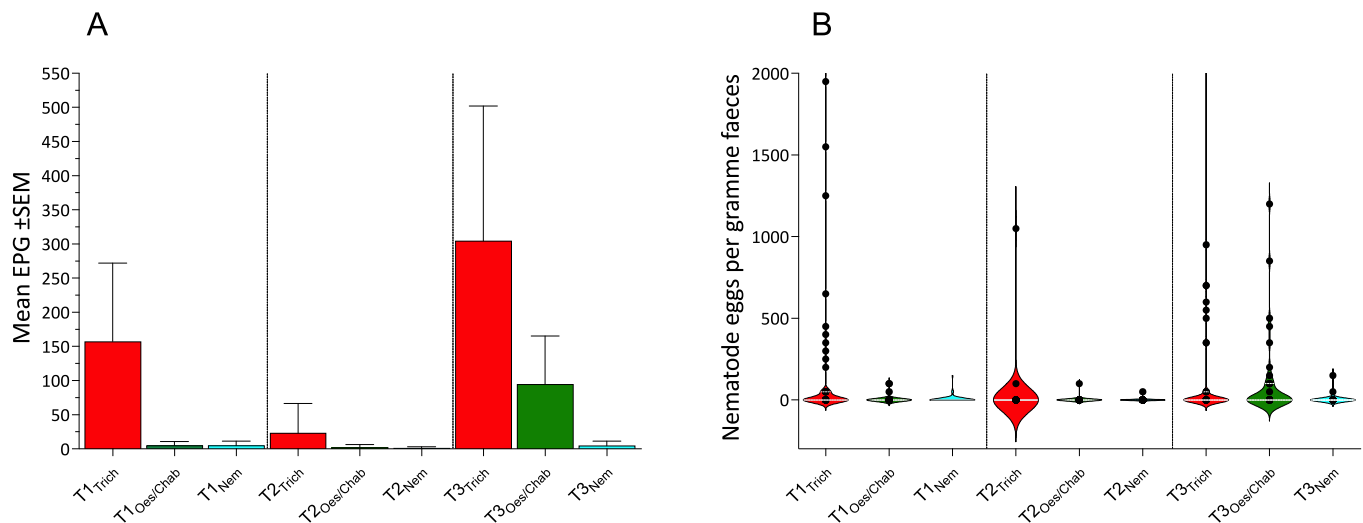 A
B
Mean EPG ±SEM
550
500
450
400
350
300
250
200
150
100
50
0
T1Trich
T1Oes/Chab
T1Nem
T2Trich
T2Oes/Chab
T2Nem
T3Trich
T3Oes/Chab
T3Nem
Nematode eggs per gramme faeces
2000
1500
1000
500
0
T1Trich
T1Oes/Chab
T1Nem
T2Trich
T2Oes/Chab
T2Nem
T3Trich
T3Oes/Chab
T3Nem